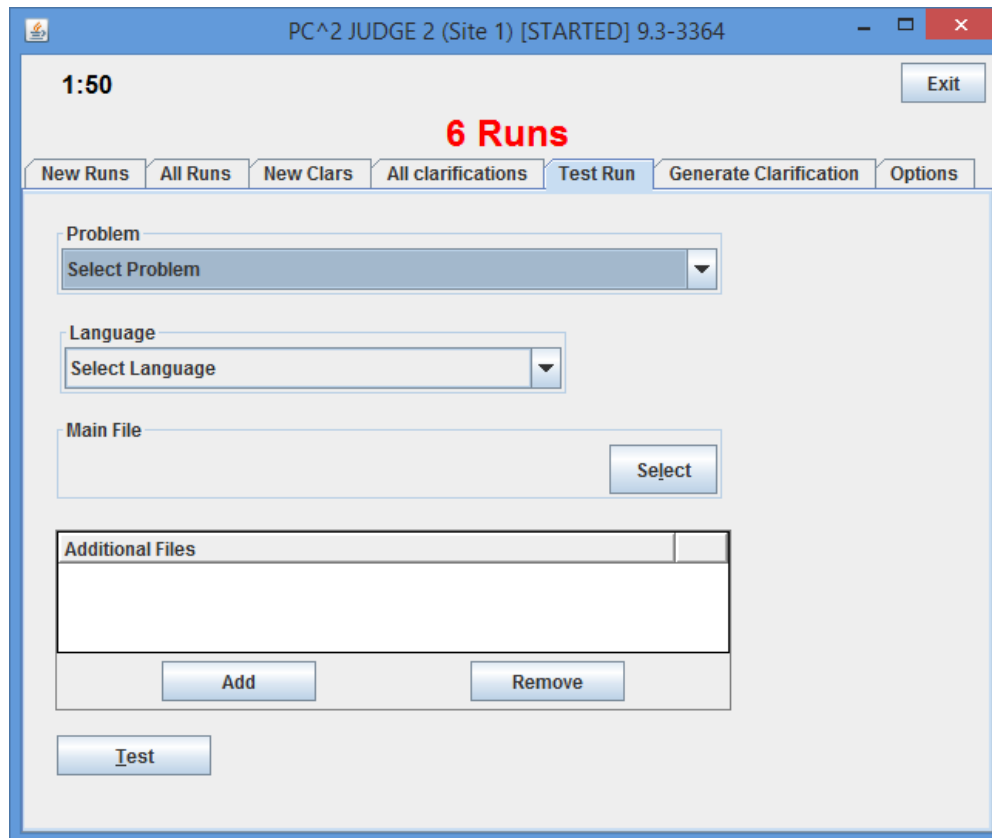 PC^2 JUDGE 2 (Site 1) [STARTED] 9.3-3364
1:50
Exit
6 Runs
New Runs All Runs New Clars All clarifications Test Run Generate Clarification Options
Problem
Select Problem
Language
Select Language
Main File
Select
Additional Files
Add Remove
Test